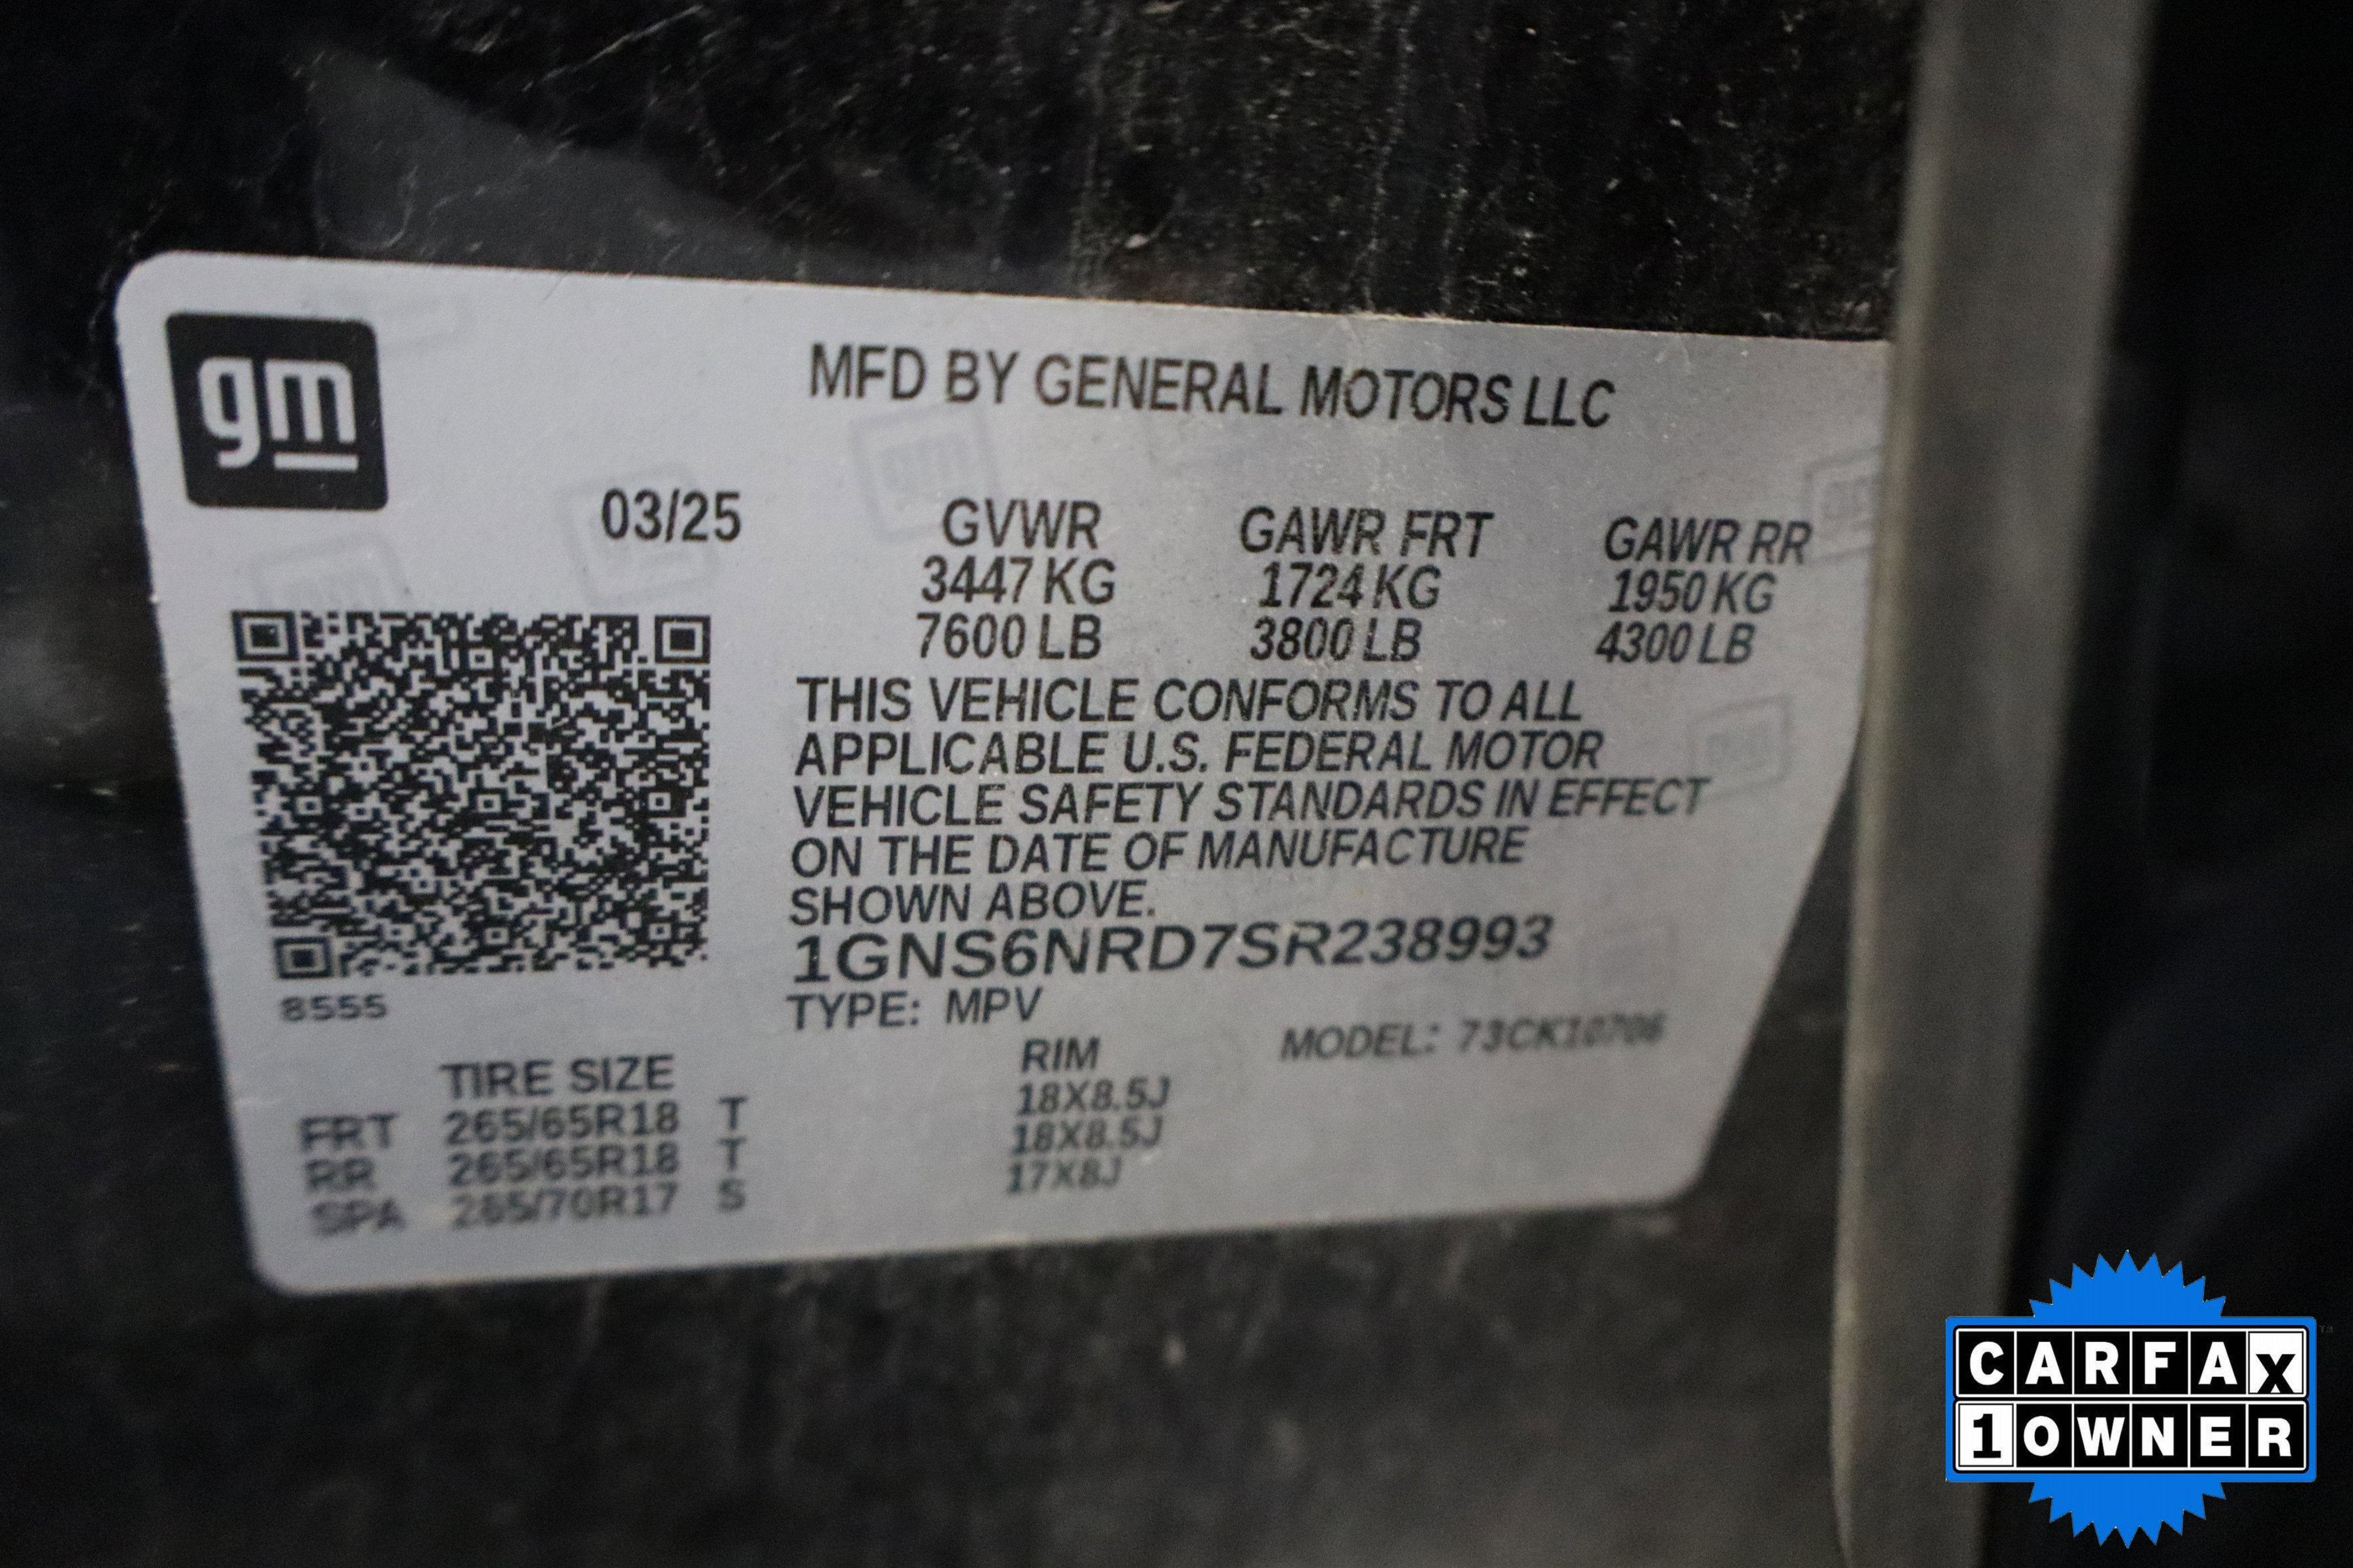 gm
MFD BY GENERAL MOTORS LLC
03/25 GVWR GAWR FRT GAWR RR
3447 KG 1724 KG 1950 KG
7600 LB 3800 LB 4300 LB
THIS VEHICLE CONFORMS TO ALL
APPLICABLE U.S. FEDERAL MOTOR
VEHICLE SAFETY STANDARDS IN EFFECT
ON THE DATE OF MANUFACTURE
SHOWN ABOVE.
1GNS6NRD7SR238993
8555
TYPE: MPV
MODEL: 73CK10706
TIRE SIZE RIM
FRT 265/65R18 T 18X8.5J
RR 265/65R18 T 18X8.5J
SPA 265/70R17 S 17X8J
CARFAX
1 OWNER